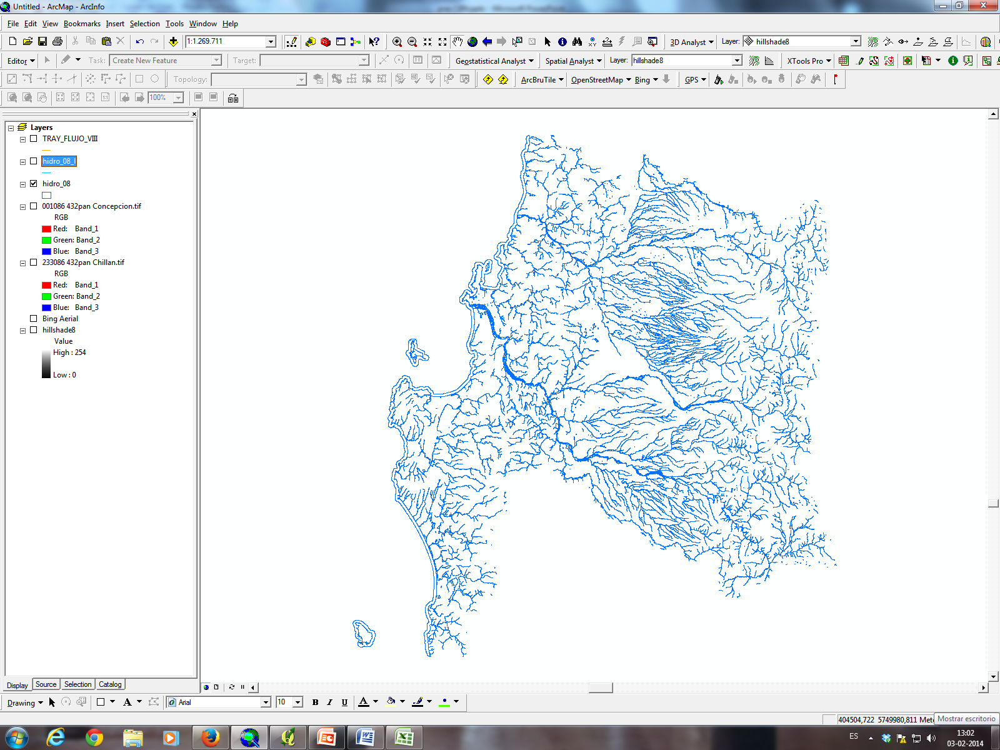 Untitled - ArcMap - ArcInfo
File Edit View Bookmarks Insert Selection Tools Window Help
1:1.269.711
3D Analyst Layer: hillshade8
Editor Task: Create New Feature Target:
Geostatistical Analyst Spatial Analyst Layer: hillshade8 XTools Pro
Topology: ArcBruTile OpenStreetMap Bing GPS
100%
Layers
TRAY_FLUJO_VIII
hidro_08_l
hidro_08
001086 432pan Concepcion.tif
RGB
Red: Band_1
Green: Band_2
Blue: Band_3
233086 432pan Chillan.tif
RGB
Red: Band_1
Green: Band_2
Blue: Band_3
Bing Aerial
hillshade8
Value
High : 254
Low : 0
Display Source Selection Catalog
Drawing A Arial 10 B I U A
404504,722 5749980,811 Mete
Mostrar escritorio
ES
13:02
03-02-2014